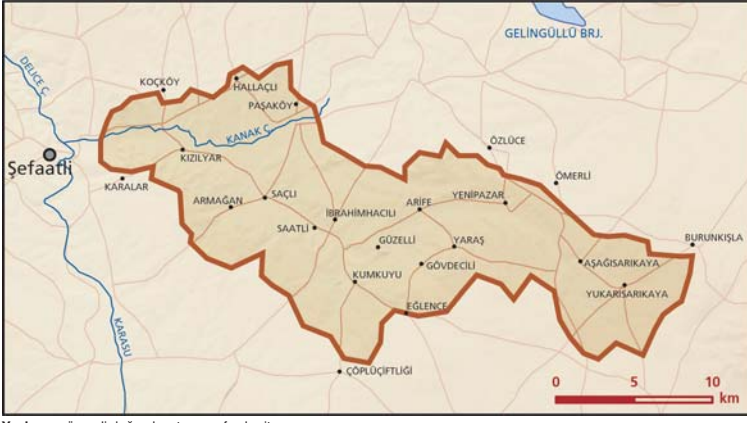 GELİNGÜLLÜ BRJ.
DELİCE Ç.
KOÇKÖY
HALLAÇLI
PAŞAKÖY
KANAK Ç.
Şefaatli
KIZILYAR
ÖZLÜCE
KARALAR
ÖMERLİ
ARMAĞAN
SAÇLI
İBRAHİMHACILI
ARİFE
YENİPAZAR
SAATLİ
GÜZELLİ
YARAŞ
BURUNKIŞLA
GÖVDECİLİ
AŞAĞISARIKAYA
KUMKUYU
YUKARISARIKAYA
EĞLENCE
KARASU
ÇÖPLÜÇİFTLİĞİ
0 5 10
km